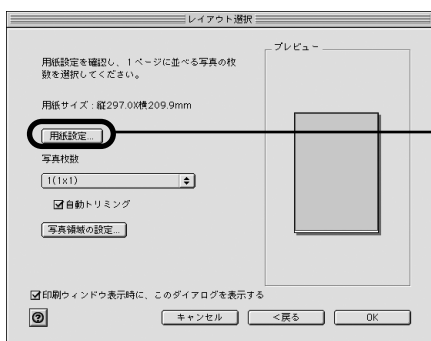 レイアウト選択
用紙設定を確認し、1ページに並べる写真の枚
数を選択してください。
用紙サイズ:縦297.0X横209.9mm
用紙設定...
写真枚数
1(1x1)
自動トリミング
写真領域の設定...
プレビュー
印刷ウィンドウ表示時に、このダイアログを表示する
?
キャンセル
<戻る
OK